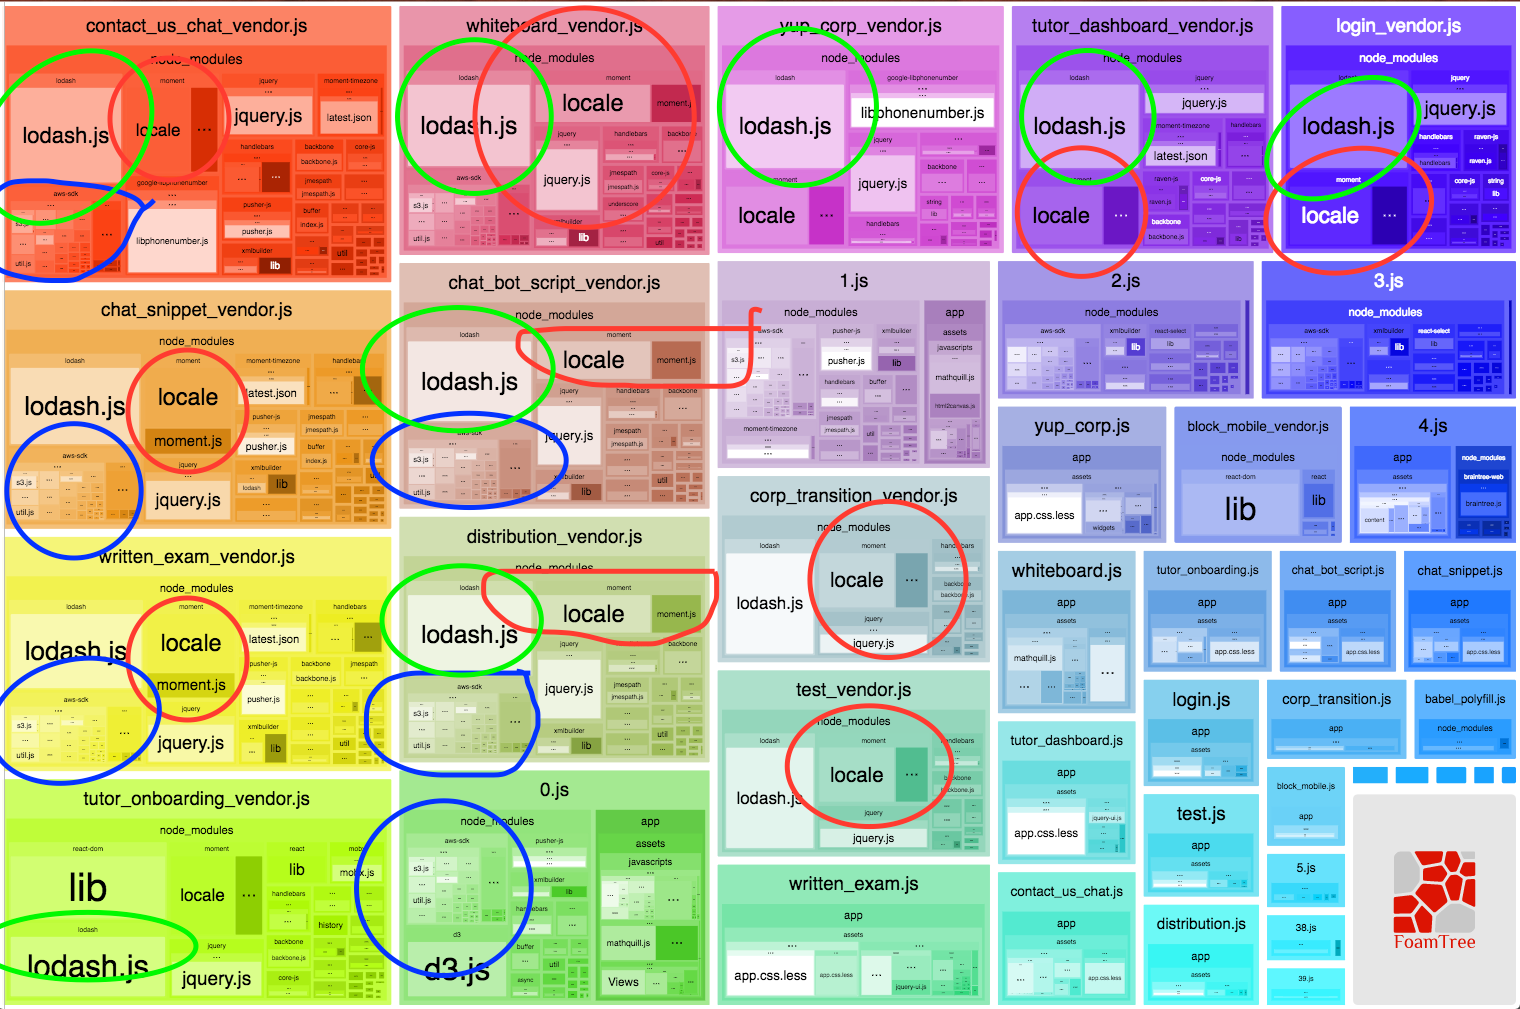 contact_us_chat_vendor.js
node_modules
lodash
moment
jquery
moment-timezone
lodash.js
locale
...
jquery.js
latest.json
handlebars
backbone
core-js
backbone.js
aws-sdk
google-libphonenumber
jmespath
jmespath.js
s3.js
util.js
libphonenumber.js
pusher-js
pusher.js
buffer
index.js
xmlbuilder
lib
util
whiteboard_vendor.js
node_modules
lodash
moment
lodash.js
locale
moment.js
jquery
handlebars
backbone
jquery.js
aws-sdk
jmespath
core-js
jmespath.js
s3.js
util.js
underscore
xmlbuilder
lib
util
yup_corp_vendor.js
node_modules
lodash
google-libphonenumber
lodash.js
libphonenumber.js
jquery
jquery.js
backbone
locale
...
string
lib
handlebars
tutor_dashboard_vendor.js
node_modules
lodash
jquery
lodash.js
jquery.js
moment-timezone
handlebars
latest.json
locale
...
raven-js
raven.js
core-js
backbone
backbone.js
login_vendor.js
node_modules
jquery
lodash.js
jquery.js
handlebars
raven-js
raven.js
handlebars
moment
locale
...
core-js
string
lib
chat_snippet_vendor.js
node_modules
lodash
moment
moment-timezone
handlebars
lodash.js
locale
latest.json
moment.js
pusher-js
pusher.js
jmespath
jmespath.js
aws-sdk
s3.js
util.js
jquery
jquery.js
xmlbuilder
lodash
lib
buffer
index.js
chat_bot_script_vendor.js
node_modules
lodash
moment
lodash.js
locale
moment.js
jquery
handlebars
backbone
jquery.js
aws-sdk
jmespath
jmespath.js
s3.js
util.js
xmlbuilder
lib
1.js
node_modules
app
aws-sdk
pusher-js
xmlbuilder
assets
s3.js
pusher.js
lib
javascripts
mathquill.js
handlebars
buffer
html2canvas.js
jmespath
jmespath.js
util
moment-timezone
2.js
node_modules
aws-sdk
xmlbuilder
react-select
lib
lib
3.js
node_modules
aws-sdk
xmlbuilder
react-select
lib
lib
written_exam_vendor.js
node_modules
lodash
moment
moment-timezone
handlebars
lodash.js
locale
latest.json
moment.js
pusher-js
pusher.js
backbone
backbone.js
jmespath
aws-sdk
s3.js
util.js
jquery
jquery.js
xmlbuilder
lib
util
distribution_vendor.js
node_modules
lodash
moment
lodash.js
locale
moment.js
jquery
handlebars
backbone
jquery.js
aws-sdk
jmespath
jmespath.js
s3.js
util.js
xmlbuilder
lib
util
yup_corp.js
app
assets
app.css.less
widgets
block_mobile_vendor.js
node_modules
react-dom
react
lib
lib
4.js
app
assets
content
node_modules
braintree-web
braintree.js
corp_transition_vendor.js
node_modules
lodash
moment
handlebars
lodash.js
locale
...
backbone
backbone.js
jquery
jquery.js
whiteboard.js
app
assets
mathquill.js
tutor_onboarding.js
app
assets
app.css.less
chat_bot_script.js
app
assets
app.css.less
chat_snippet.js
app
assets
app.css.less
test_vendor.js
node_modules
lodash
moment
handlebars
lodash.js
locale
...
backbone
backbone.js
jquery
jquery.js
login.js
app
assets
corp_transition.js
app
babel_polyfill.js
node_modules
tutor_dashboard.js
app
assets
app.css.less
jquery-ui.js
test.js
app
assets
block_mobile.js
app
tutor_onboarding_vendor.js
node_modules
react-dom
moment
react
lib
locale
...
lib
mobx.js
handlebars
history
lodash
lodash.js
jquery
jquery.js
backbone
backbone.js
core-js
0.js
node_modules
app
aws-sdk
pusher-js
assets
s3.js
util.js
xmlbuilder
lib
javascripts
handlebars
d3
d3.js
buffer
util
async
mathquill.js
Views
written_exam.js
app
assets
app.css.less
app.css.less
jquery-ui.js
contact_us_chat.js
app
assets
app.css.less
distribution.js
app
assets
5.js
38.js
39.js
FoamTree